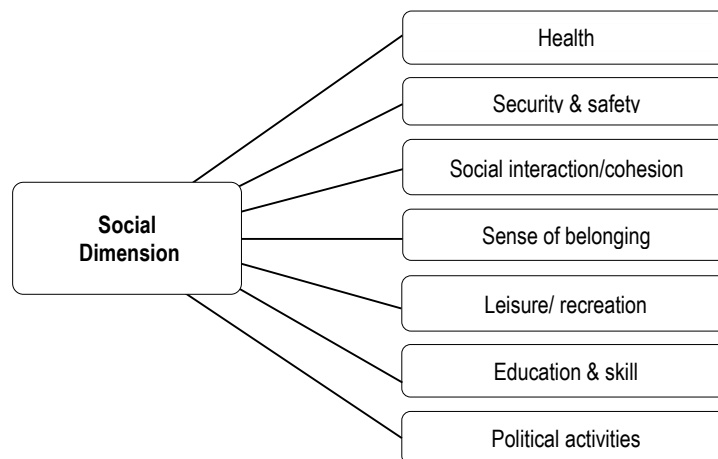 Social
Dimension
Health
Security & safety
Social interaction/cohesion
Sense of belonging
Leisure/ recreation
Education & skill
Political activities